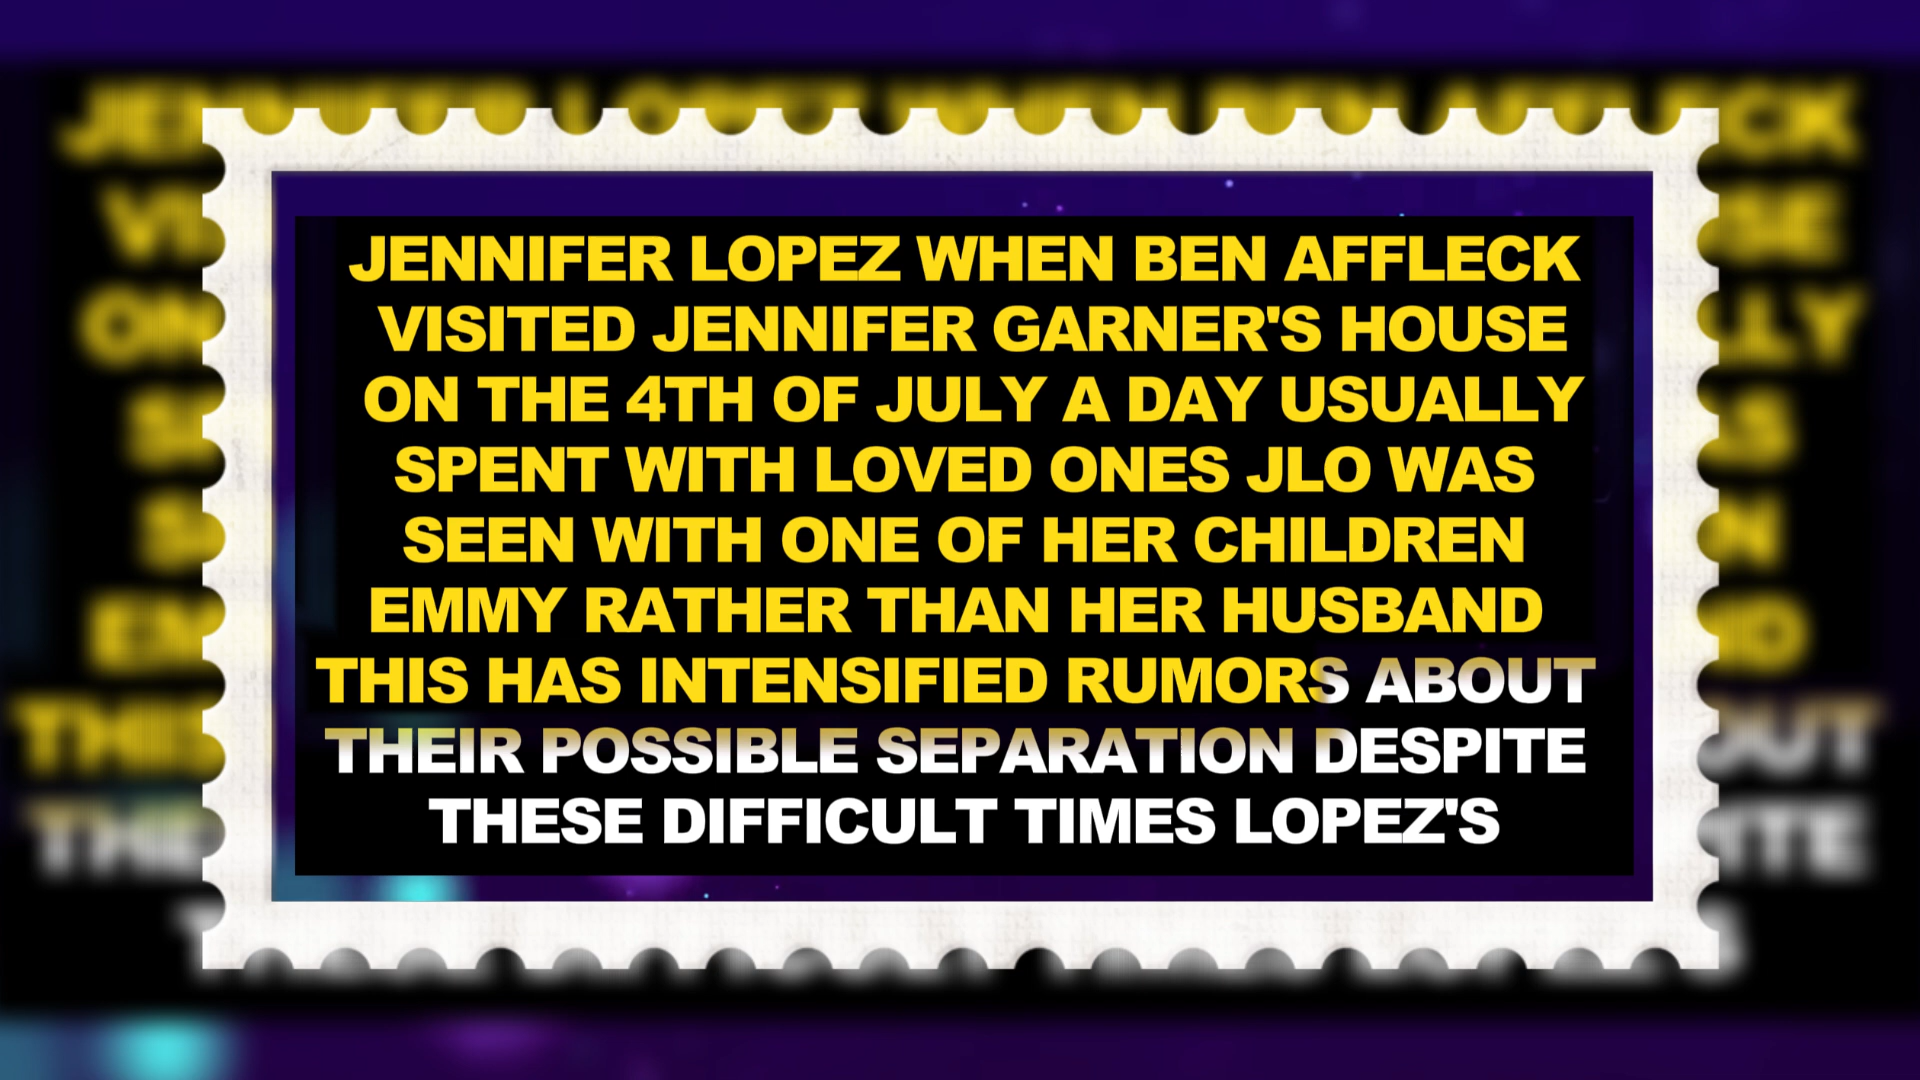 JENNIFER LOPEZ WHEN BEN AFFLECK
VISITED JENNIFER GARNER'S HOUSE
ON THE 4TH OF JULY A DAY USUALLY
SPENT WITH LOVED ONES JLO WAS
SEEN WITH ONE OF HER CHILDREN
EMMY RATHER THAN HER HUSBAND
THIS HAS INTENSIFIED RUMORS ABOUT
THEIR POSSIBLE SEPARATION DESPITE
THESE DIFFICULT TIMES LOPEZ'S